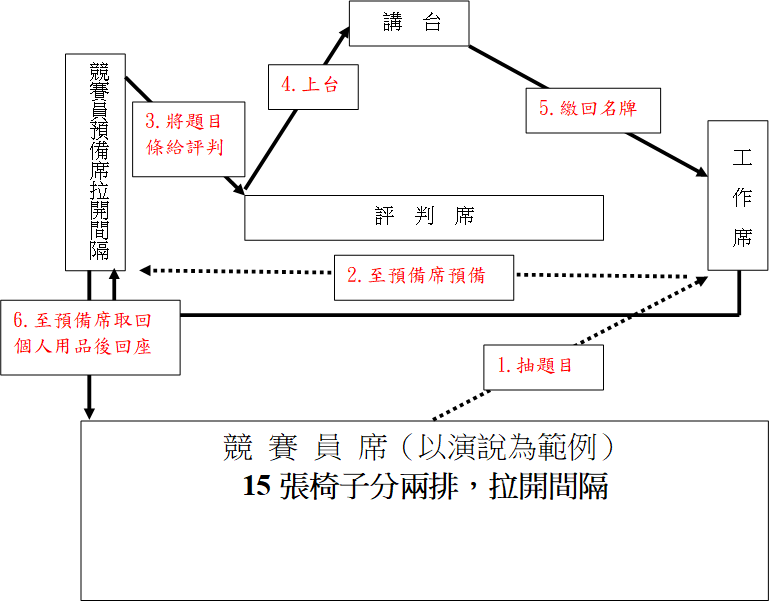 講 台
競賽員預備席拉開間隔
4.上台
3.將題目
條給評判
5.繳回名牌
工作席
評 判 席
2.至預備席預備
6.至預備席取回
個人用品後回座
1.抽題目
競 賽 員 席（以演說為範例）
15 張椅子分兩排，拉開間隔